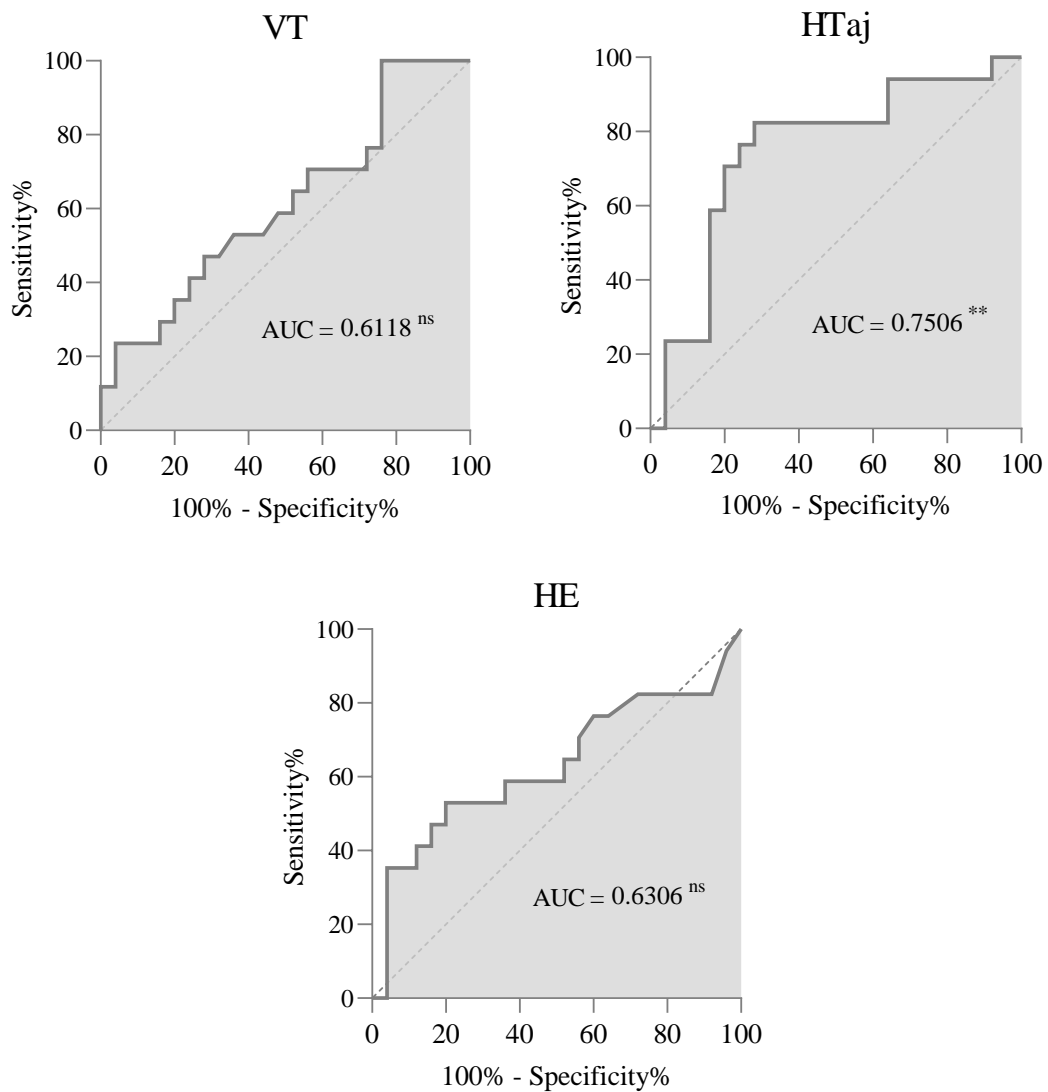 VT
100
80
60
40
20
0
Sensitivity%
AUC = 0.6118 ns
0 20 40 60 80 100
100% - Specificity%
HTaj
100
80
60
40
20
0
Sensitivity%
AUC = 0.7506 **
0 20 40 60 80 100
100% - Specificity%
HE
100
80
60
40
20
0
Sensitivity%
AUC = 0.6306 ns
0 20 40 60 80 100
100% - Specificity%